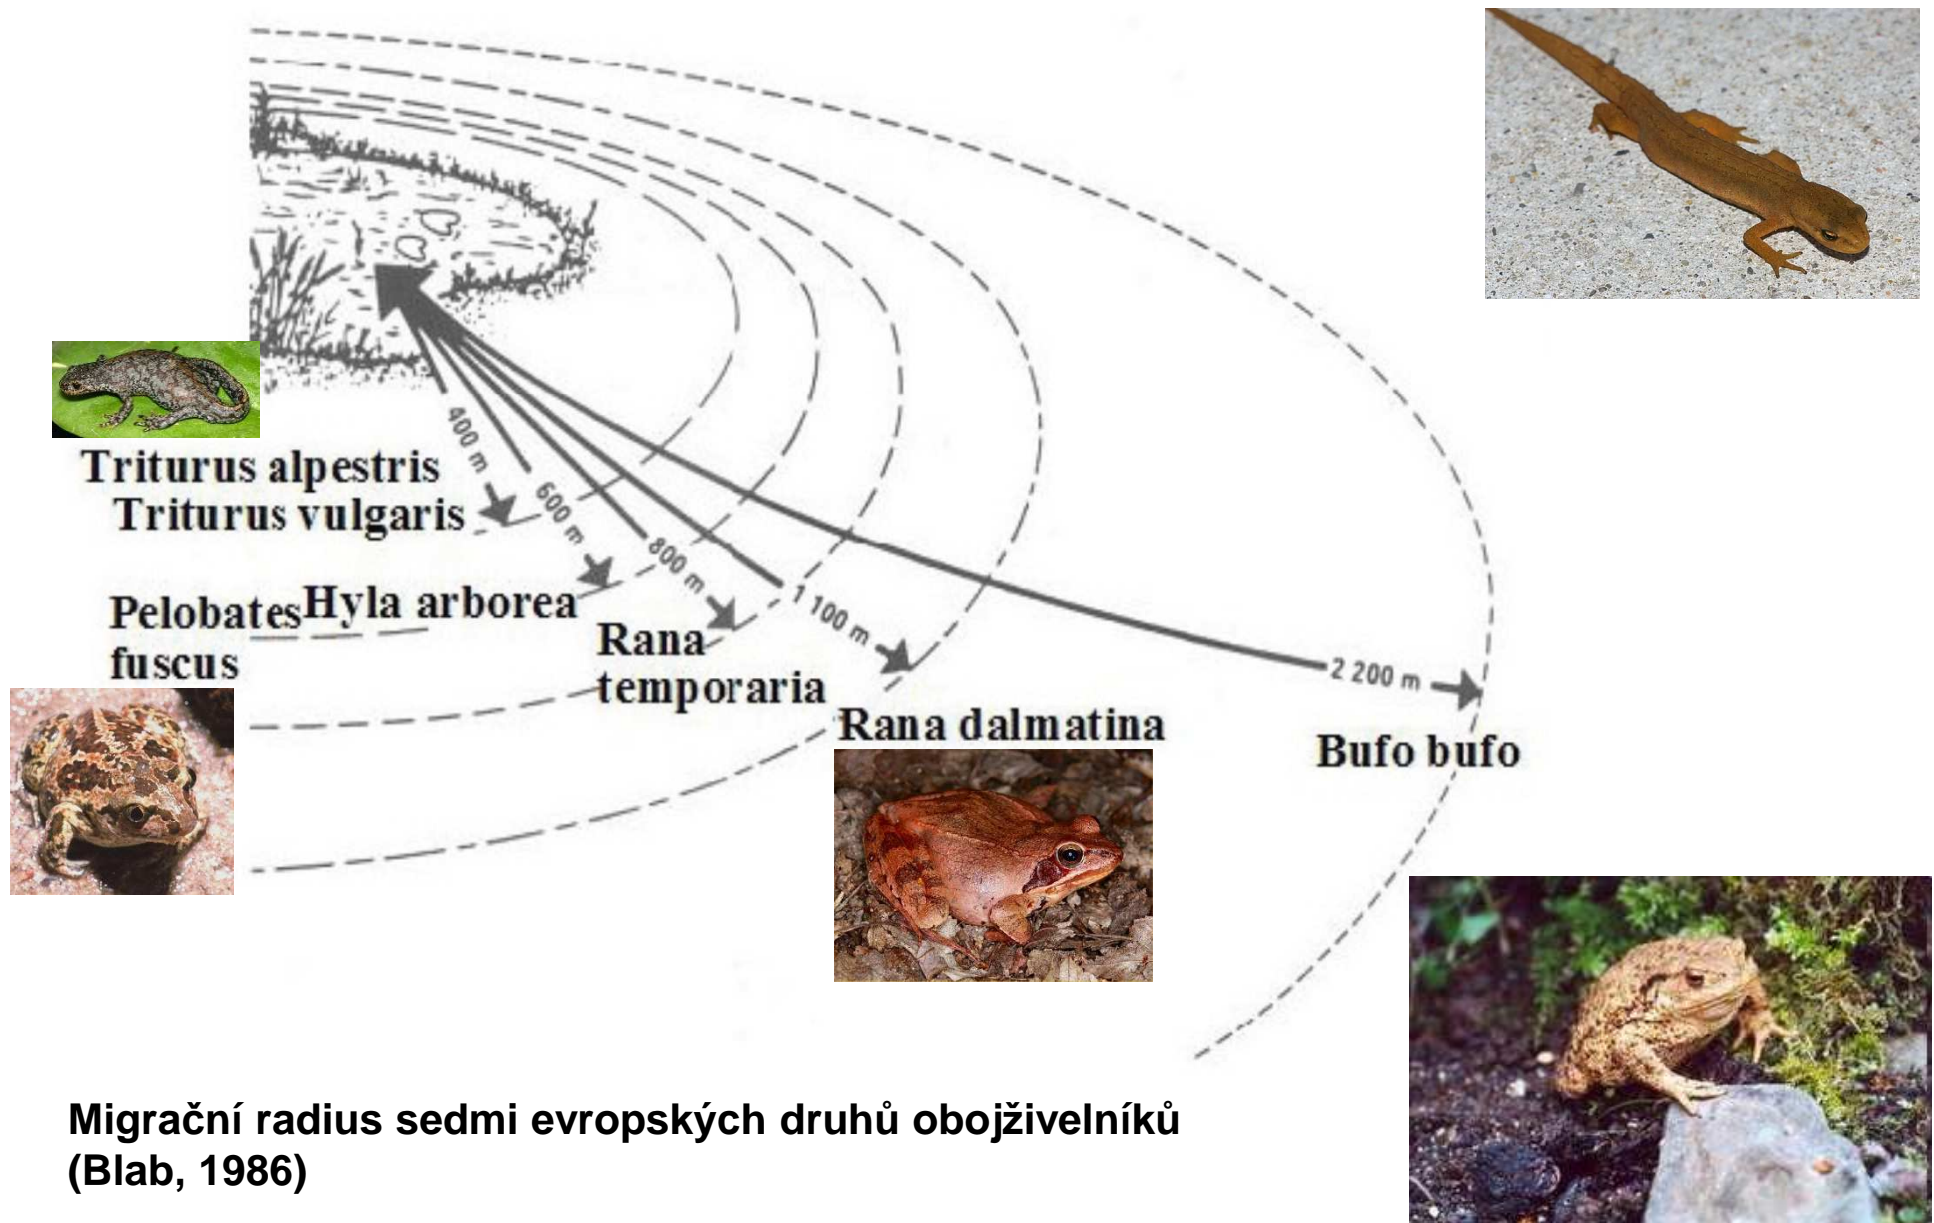 400 m
600 m
800 m
1 100 m
2 200 m
Triturus alpestris
Triturus vulgaris
Pelobates
fuscus
Hyla arborea
Rana
temporaria
Rana dalmatina
Bufo bufo
Migrační radius sedmi evropských druhů obojživelníků
(Blab, 1986)